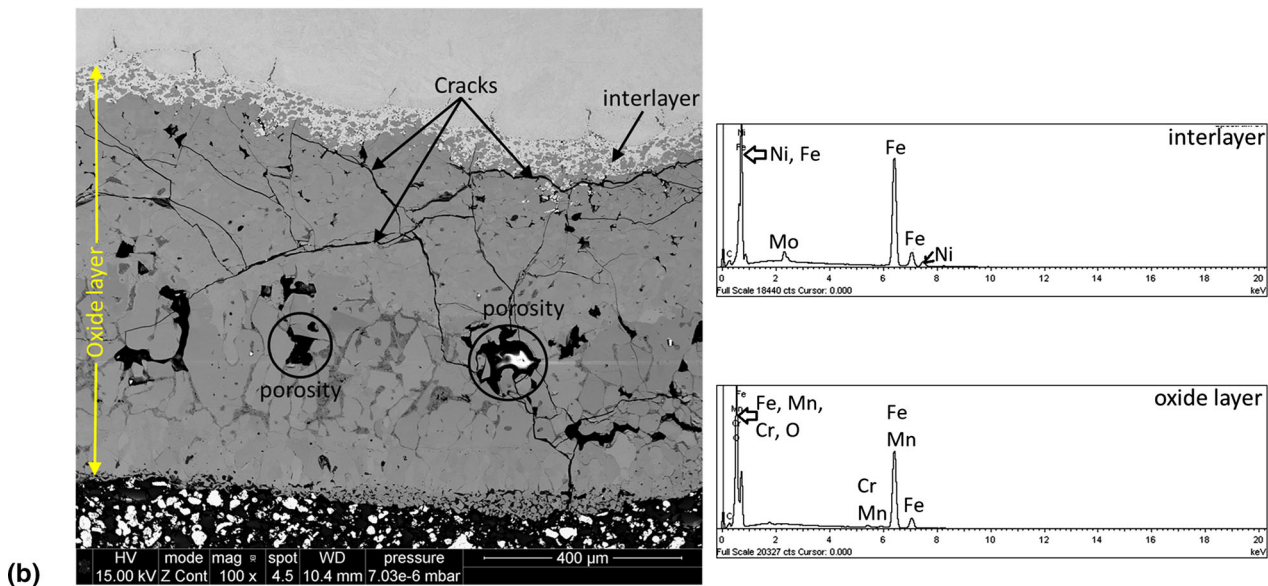 Cracks
interlayer
Oxide layer
porosity
porosity
HV mode mag spot WD pressure 400 µm
15.00 kV Z Cont 100 x 4.5 10.4 mm 7.03e-6 mbar
(b)
interlayer
Ni
Fe
Ni, Fe
Fe
C
Mo
Fe
Ni
0 2 4 6 8 10 12 14 16 18 20
Full Scale 18440 cts Cursor: 0.000 keV
oxide layer
Fe
Mn
Fe, Mn,
Cr, O
O
Fe
Mn
Cr
Mn
Fe
C
0 2 4 6 8 10 12 14 16 18 20
Full Scale 20327 cts Cursor: 0.000 keV